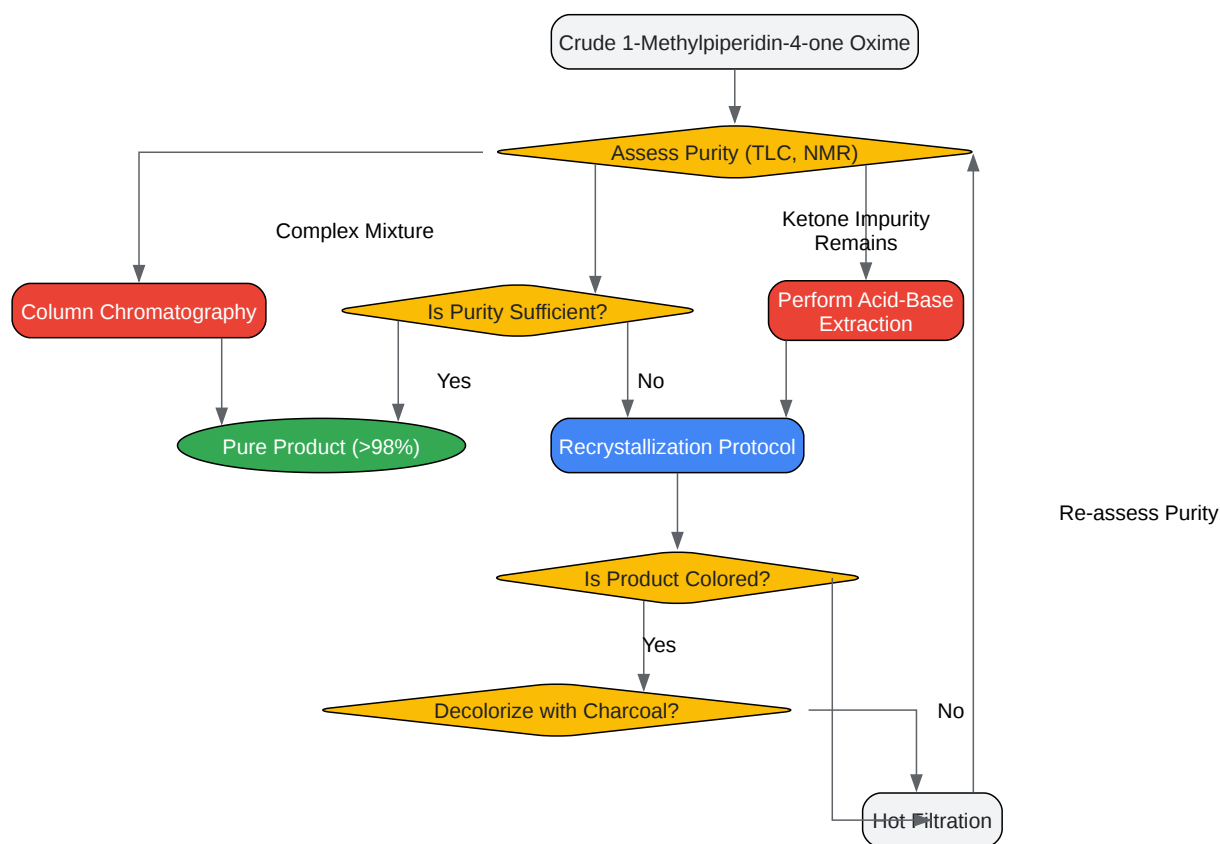 Crude 1-Methylpiperidin-4-one Oxime
Assess Purity (TLC, NMR)
Complex Mixture
Ketone Impurity
Remains
Column Chromatography
Is Purity Sufficient?
Perform Acid-Base
Extraction
Yes
No
Pure Product (>98%)
Recrystallization Protocol
Re-assess Purity
Is Product Colored?
Yes
Decolorize with Charcoal?
No
Hot Filtration